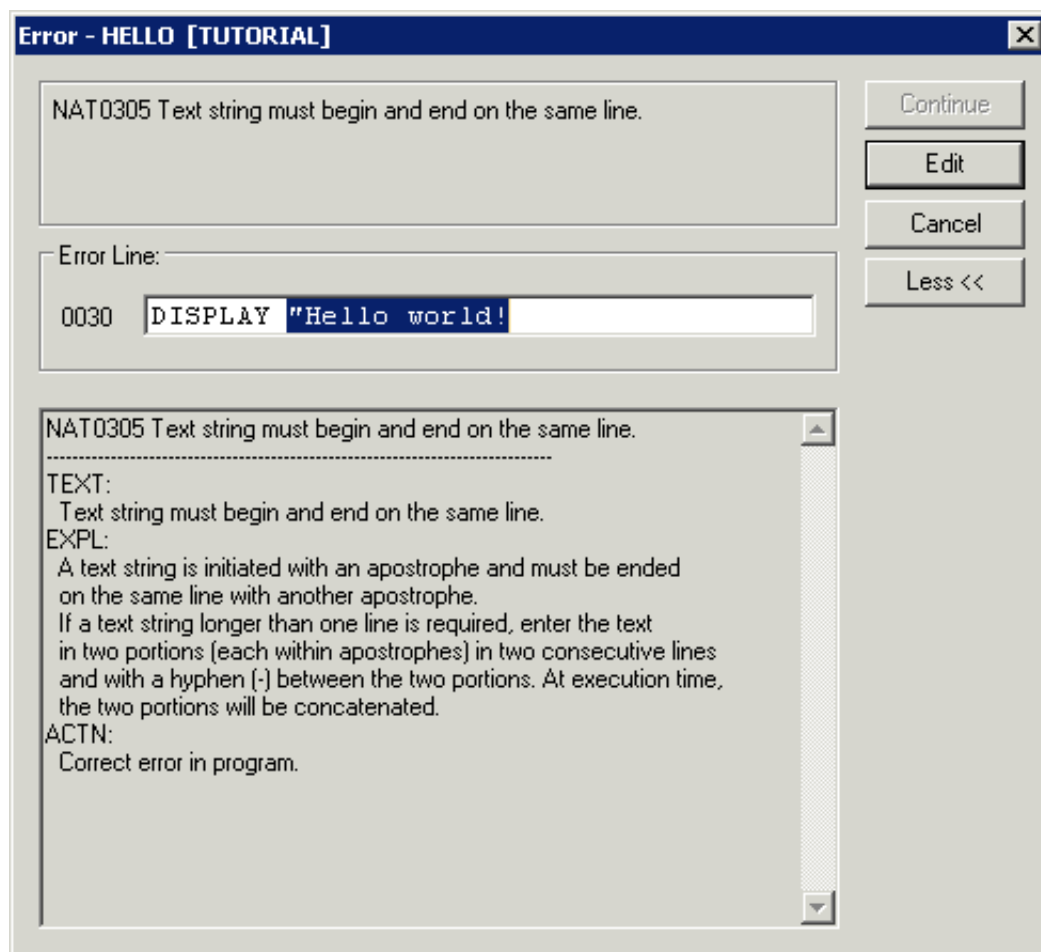 Error - HELLO [TUTORIAL]
NAT0305 Text string must begin and end on the same line.
Continue
Edit
Cancel
Less <<
Error Line:
0030 DISPLAY "Hello world!
NAT0305 Text string must begin and end on the same line.
--------------------------------------------------------------------------------
TEXT:
Text string must begin and end on the same line.
EXPL:
A text string is initiated with an apostrophe and must be ended
on the same line with another apostrophe.
If a text string longer than one line is required, enter the text
in two portions (each within apostrophes) in two consecutive lines
and with a hyphen (-) between the two portions. At execution time,
the two portions will be concatenated.
ACTN:
Correct error in program.